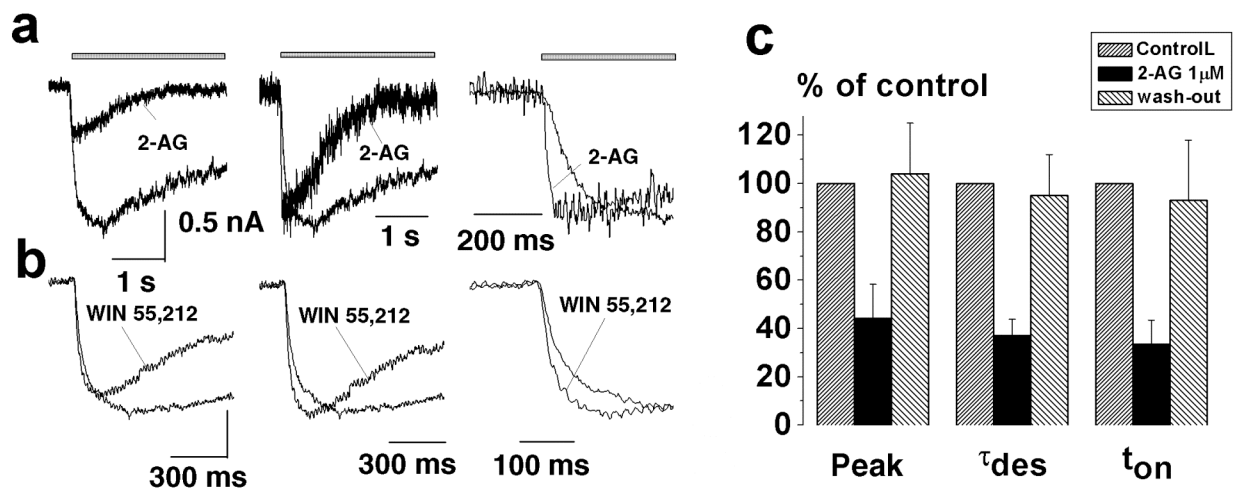 a
2-AG
0.5 nA
1 s
2-AG
1 s
2-AG
200 ms
b
WIN 55,212
300 ms
WIN 55,212
300 ms
WIN 55,212
100 ms
c
ControlL
2-AG 1µM
wash-out
% of control
120
100
80
60
40
20
0
Peak
τdes
ton